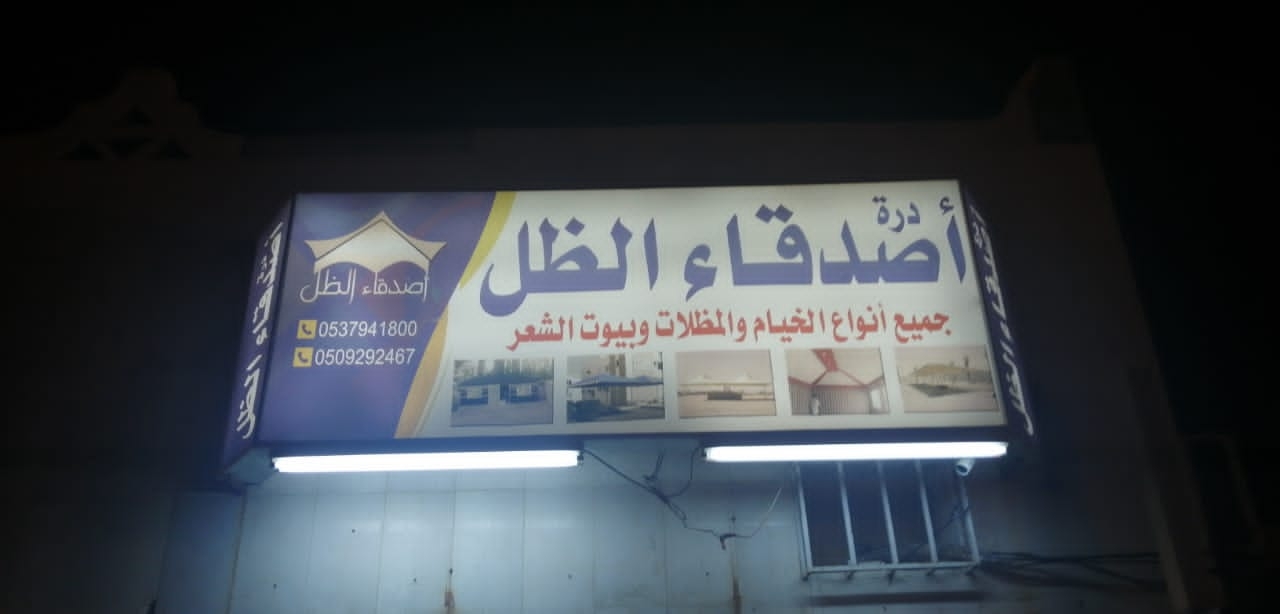 درة
أصدقاء الظل
جميع أنواع الخيام والمظلات وبيوت الشعر
أصدقاء الظل
0537941800
0509292467
أصدقاء الظل
أصدقاء الظل